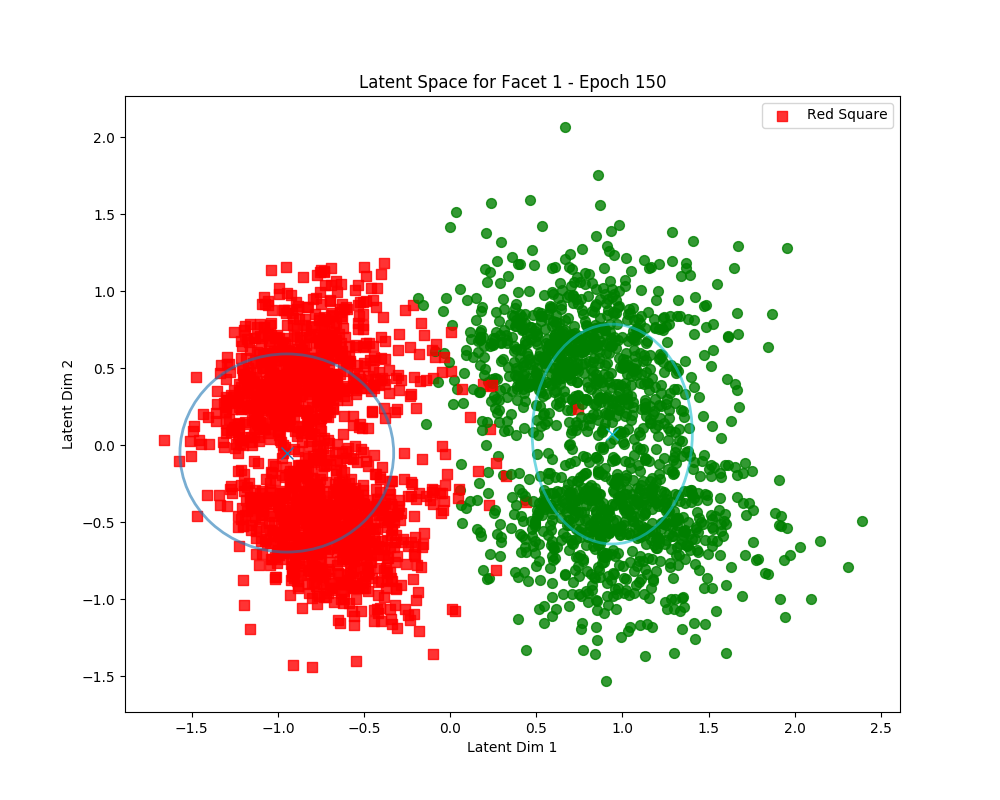 Latent Space for Facet 1 - Epoch 150
Red Square
2.0
1.5
1.0
0.5
0.0
−0.5
−1.0
−1.5
Latent Dim 2
−1.5 −1.0 −0.5 0.0 0.5 1.0 1.5 2.0 2.5
Latent Dim 1